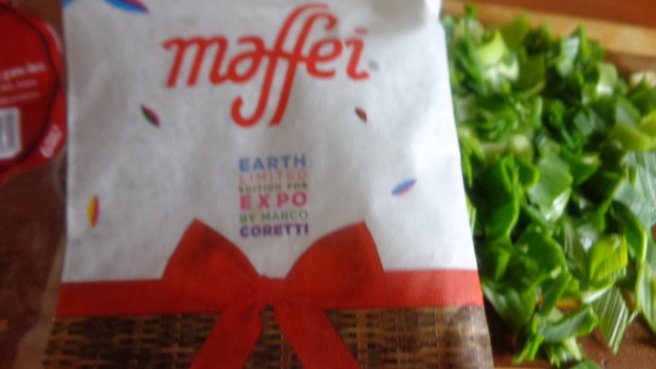 maffei
EARTH
LIMITED
EDITION FOR
EXPO
BY MARCO
CORETTI